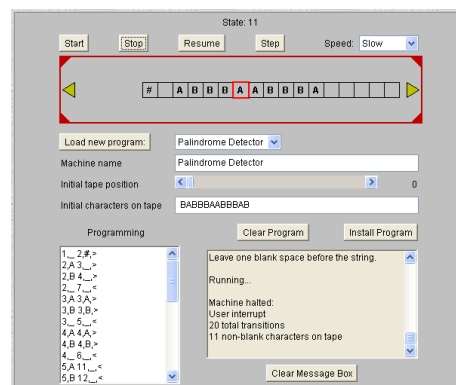 State: 11
Start Stop Resume Step Speed: Slow
# A B B B A A B B B A
Load new program: Palindrome Detector
Machine name Palindrome Detector
Initial tape position 0
Initial characters on tape BABBBAABBBAB
Programming Clear Program Install Program
1,_ 2,#,>
2,A 3,_,>
2,B 4,_,>
2,_ 7,_,<
3,A 3,A,>
3,B 3,B,>
3,_ 5,_,<
4,A 4,A,>
4,B 4,B,>
4,_ 6,_,<
5,A 11,_,<
5,B 12,_,<
Leave one blank space before the string.
Running...
Machine halted:
User interrupt
20 total transitions
11 non-blank characters on tape
Clear Message Box